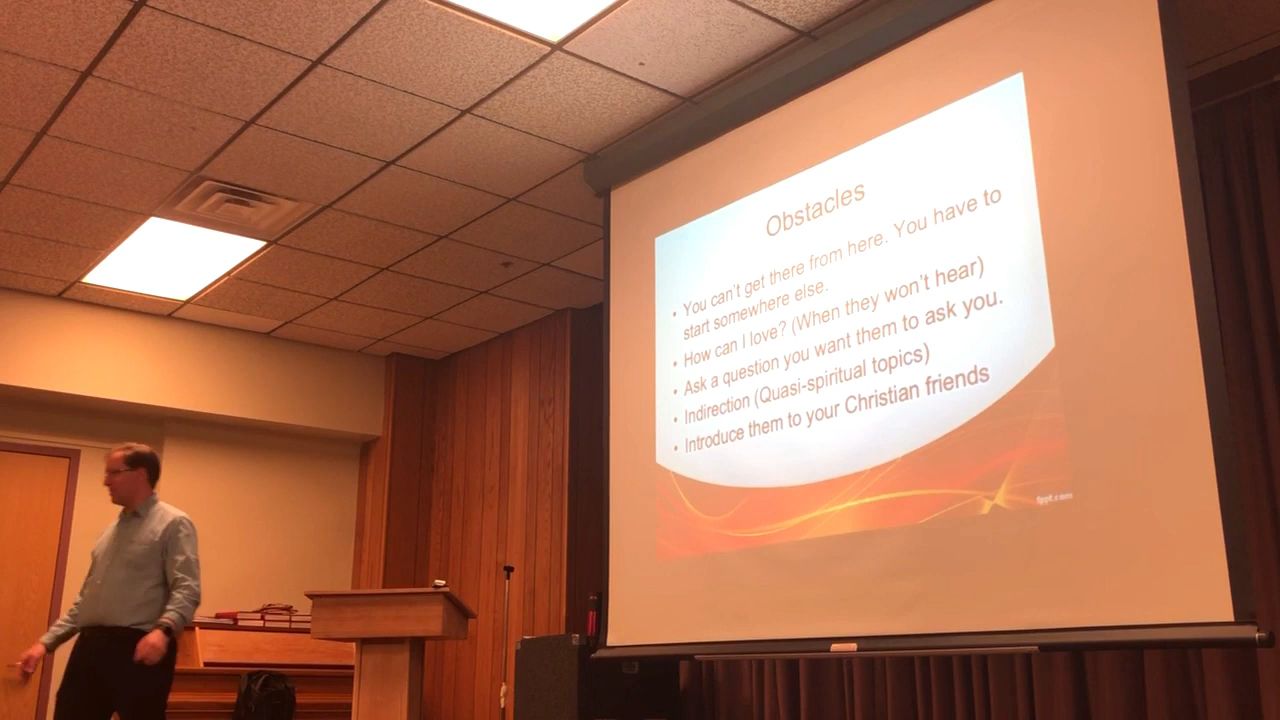 Obstacles
• You can't get there from here. You have to
start somewhere else.
• How can I love? (When they won't hear)
• Ask a question you want them to ask you.
• Indirection (Quasi-spiritual topics)
• Introduce them to your Christian friends
fppt.com